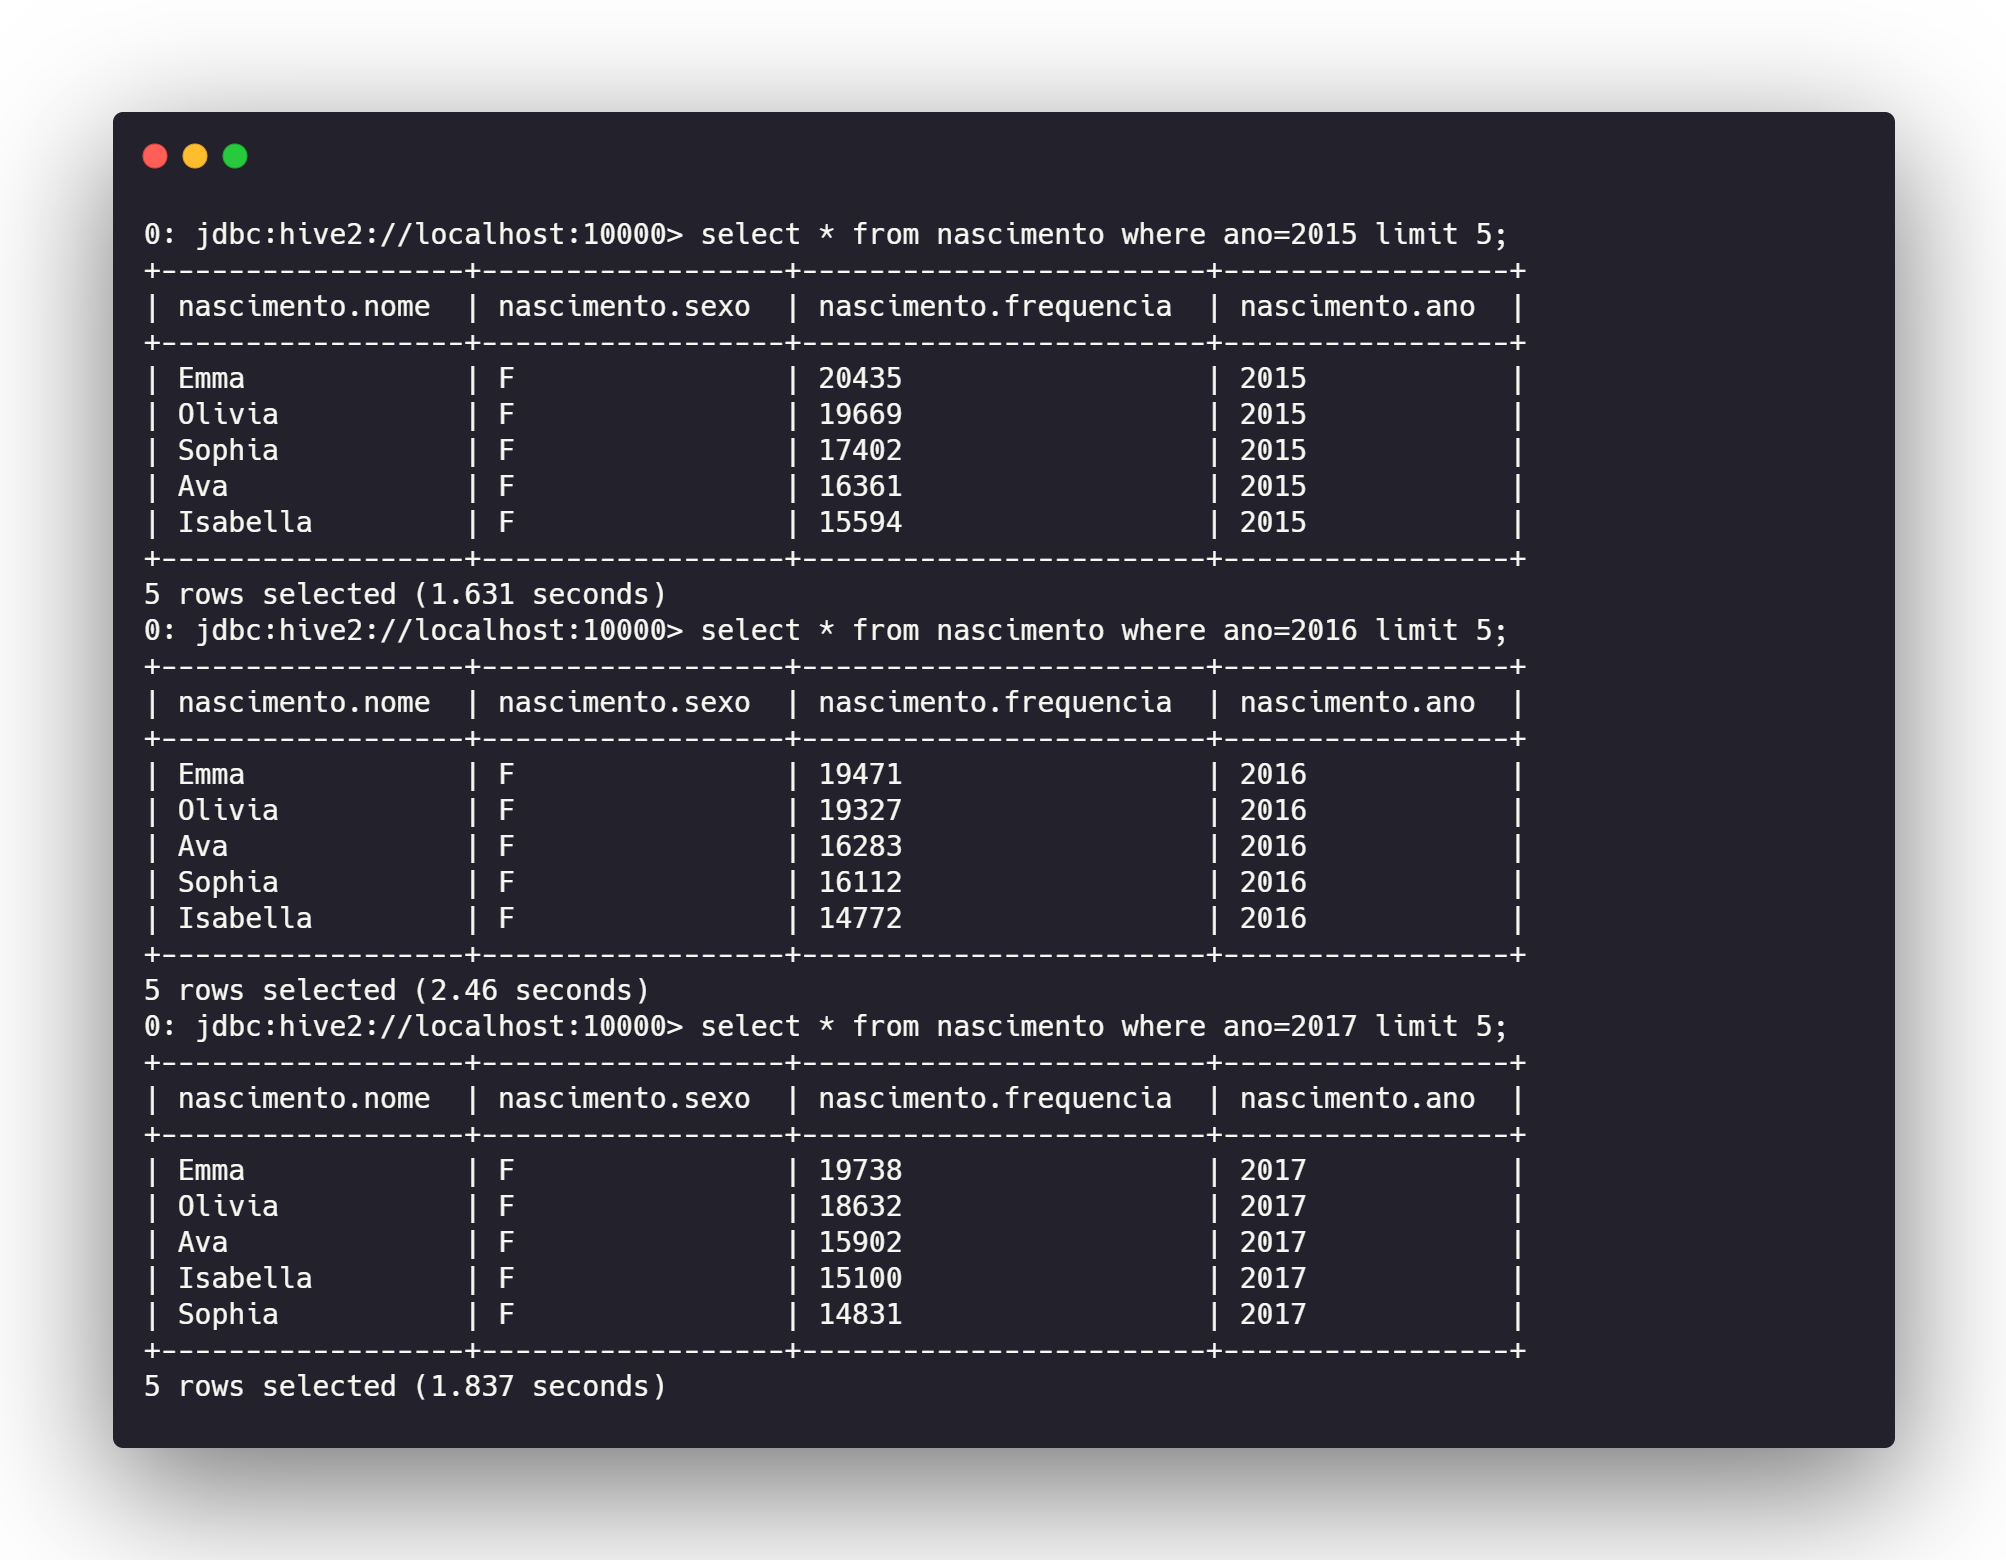 0: jdbc:hive2://localhost:10000> select * from nascimento where ano=2015 limit 5;
+------------------+------------------+------------------------+-----------------+
| nascimento.nome  | nascimento.sexo  | nascimento.frequencia  | nascimento.ano  |
+------------------+------------------+------------------------+-----------------+
| Emma             | F                | 20435                  | 2015            |
| Olivia           | F                | 19669                  | 2015            |
| Sophia           | F                | 17402                  | 2015            |
| Ava              | F                | 16361                  | 2015            |
| Isabella         | F                | 15594                  | 2015            |
+------------------+------------------+------------------------+-----------------+
5 rows selected (1.631 seconds)
0: jdbc:hive2://localhost:10000> select * from nascimento where ano=2016 limit 5;
+------------------+------------------+------------------------+-----------------+
| nascimento.nome  | nascimento.sexo  | nascimento.frequencia  | nascimento.ano  |
+------------------+------------------+------------------------+-----------------+
| Emma             | F                | 19471                  | 2016            |
| Olivia           | F                | 19327                  | 2016            |
| Ava              | F                | 16283                  | 2016            |
| Sophia           | F                | 16112                  | 2016            |
| Isabella         | F                | 14772                  | 2016            |
+------------------+------------------+------------------------+-----------------+
5 rows selected (2.46 seconds)
0: jdbc:hive2://localhost:10000> select * from nascimento where ano=2017 limit 5;
+------------------+------------------+------------------------+-----------------+
| nascimento.nome  | nascimento.sexo  | nascimento.frequencia  | nascimento.ano  |
+------------------+------------------+------------------------+-----------------+
| Emma             | F                | 19738                  | 2017            |
| Olivia           | F                | 18632                  | 2017            |
| Ava              | F                | 15902                  | 2017            |
| Isabella         | F                | 15100                  | 2017            |
| Sophia           | F                | 14831                  | 2017            |
+------------------+------------------+------------------------+-----------------+
5 rows selected (1.837 seconds)